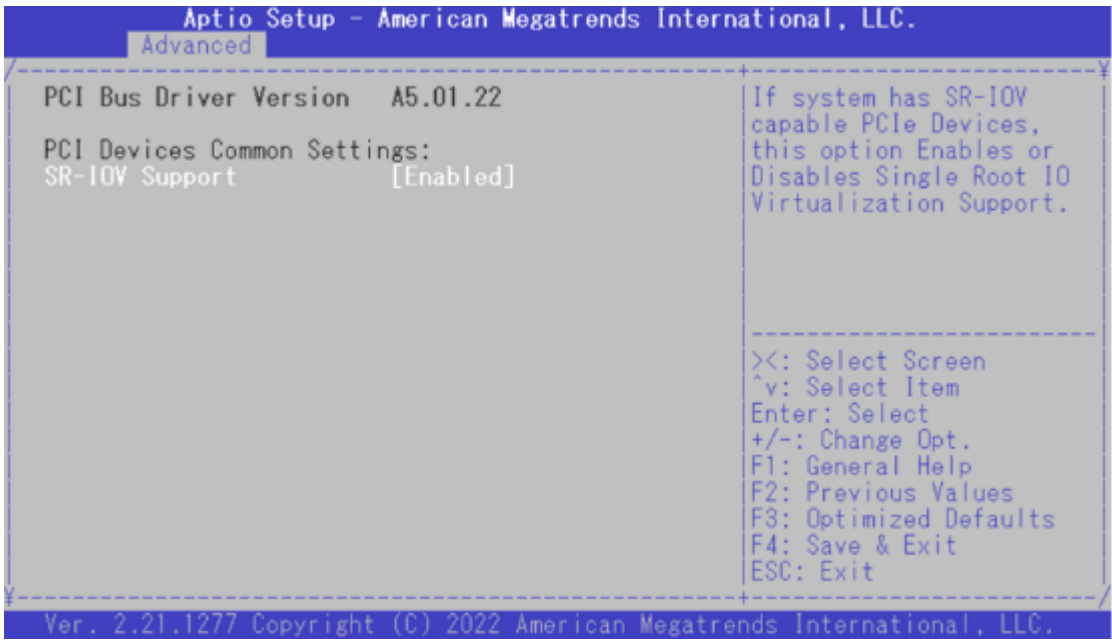 Aptio Setup - American Megatrends International, LLC.
Advanced
PCI Bus Driver Version A5.01.22
PCI Devices Common Settings:
SR-IOV Support [Enabled]
If system has SR-IOV
capable PCIe Devices,
this option Enables or
Disables Single Root IO
Virtualization Support.
><: Select Screen
^v: Select Item
Enter: Select
+/-: Change Opt.
F1: General Help
F2: Previous Values
F3: Optimized Defaults
F4: Save & Exit
ESC: Exit
Ver. 2.21.1277 Copyright (C) 2022 American Megatrends International, LLC.